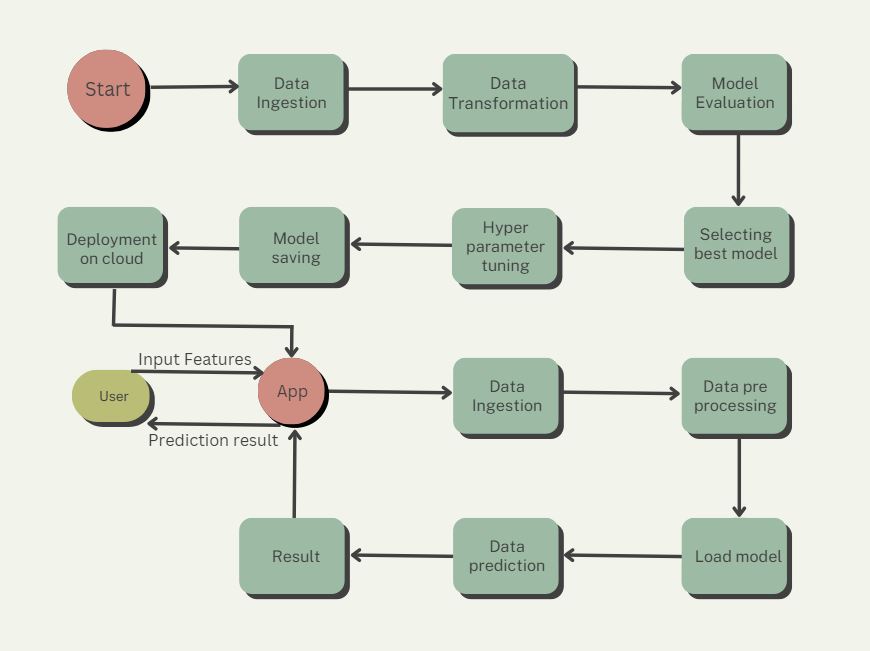 Start
Data
Ingestion
Data
Transformation
Model
Evaluation
Deployment
on cloud
Model
saving
Hyper
parameter
tuning
Selecting
best model
Input Features
User
App
Data
Ingestion
Data pre
processing
Prediction result
Result
Data
prediction
Load model